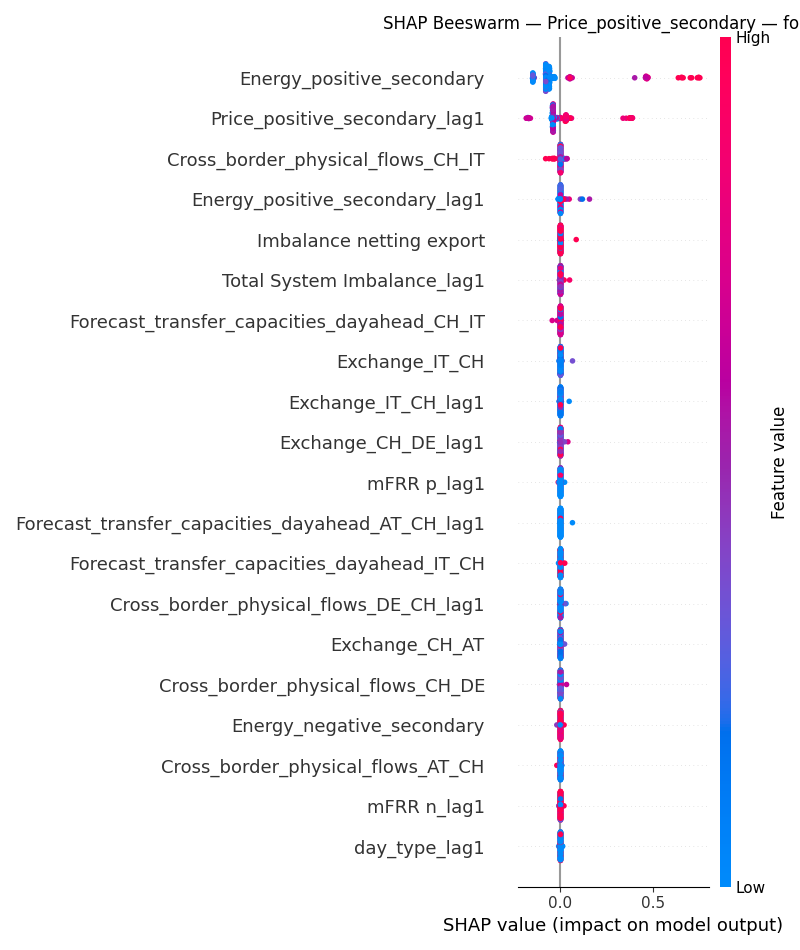 SHAP Beeswarm — Price_positive_secondary — fo
High
Energy_positive_secondary
Price_positive_secondary_lag1
Cross_border_physical_flows_CH_IT
Energy_positive_secondary_lag1
Imbalance netting export
Total System Imbalance_lag1
Forecast_transfer_capacities_dayahead_CH_IT
Exchange_IT_CH
Exchange_IT_CH_lag1
Exchange_CH_DE_lag1
mFRR p_lag1
Forecast_transfer_capacities_dayahead_AT_CH_lag1
Forecast_transfer_capacities_dayahead_IT_CH
Cross_border_physical_flows_DE_CH_lag1
Exchange_CH_AT
Cross_border_physical_flows_CH_DE
Energy_negative_secondary
Cross_border_physical_flows_AT_CH
mFRR n_lag1
day_type_lag1
Feature value
Low
0.0 0.5
SHAP value (impact on model output)